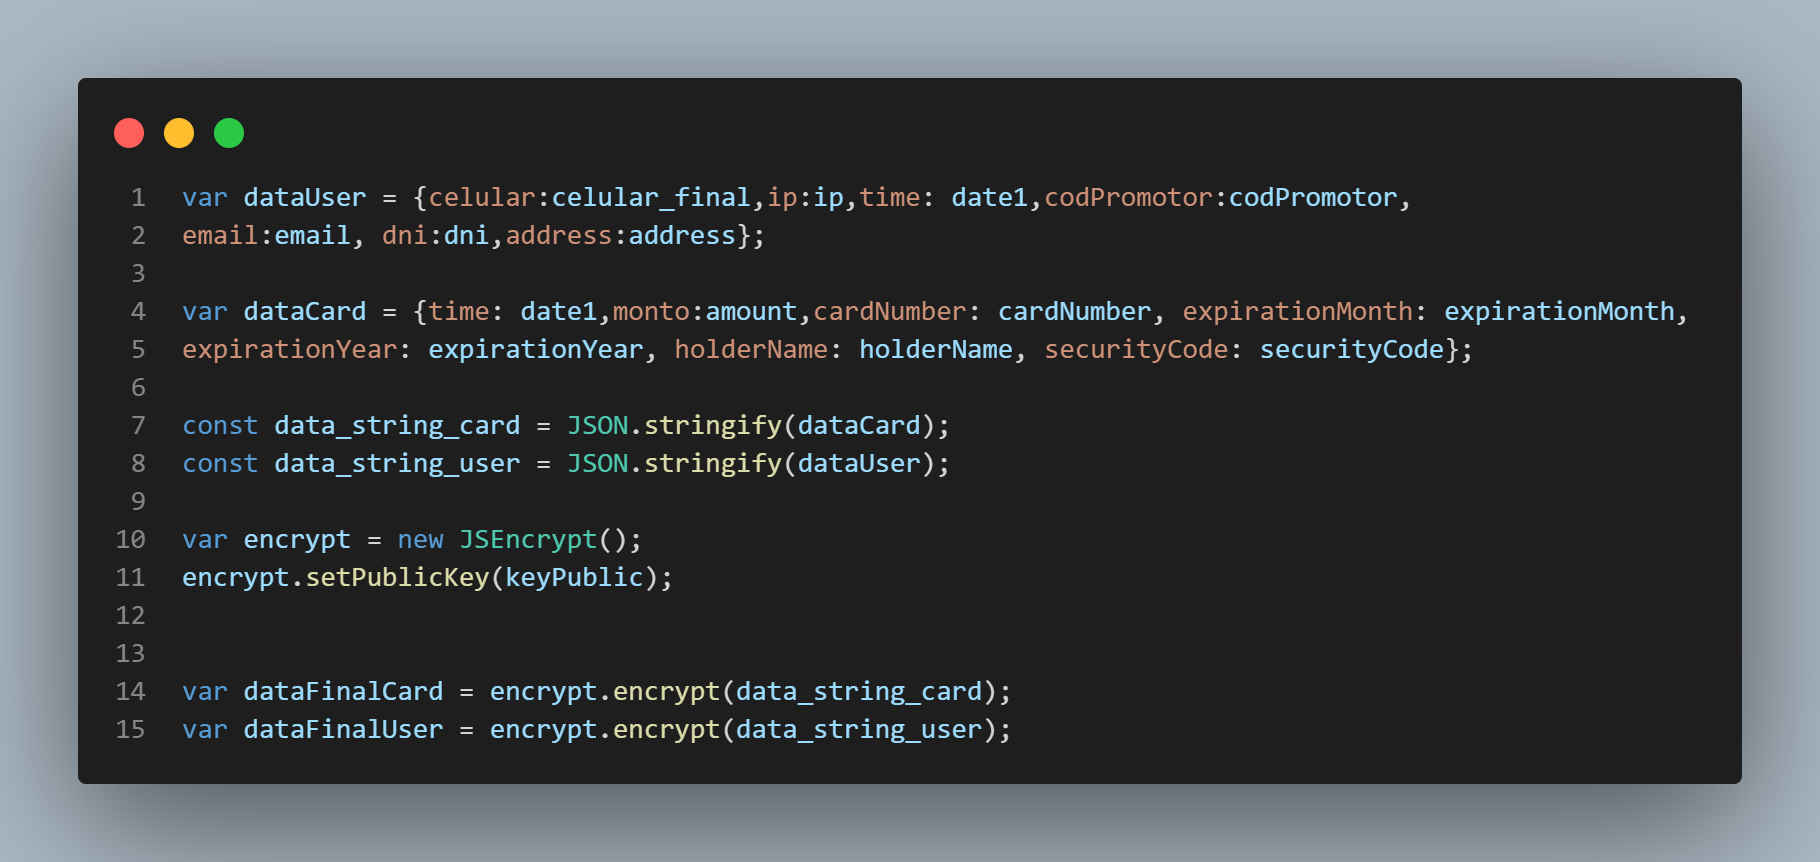 1 var dataUser = {celular:celular_final,ip:ip,time: date1,codPromotor:codPromotor,
2 email:email, dni:dni,address:address};
3
4 var dataCard = {time: date1,monto:amount,cardNumber: cardNumber, expirationMonth: expirationMonth,
5 expirationYear: expirationYear, holderName: holderName, securityCode: securityCode};
6
7 const data_string_card = JSON.stringify(dataCard);
8 const data_string_user = JSON.stringify(dataUser);
9
10 var encrypt = new JSEncrypt();
11 encrypt.setPublicKey(keyPublic);
12
13
14 var dataFinalCard = encrypt.encrypt(data_string_card);
15 var dataFinalUser = encrypt.encrypt(data_string_user);